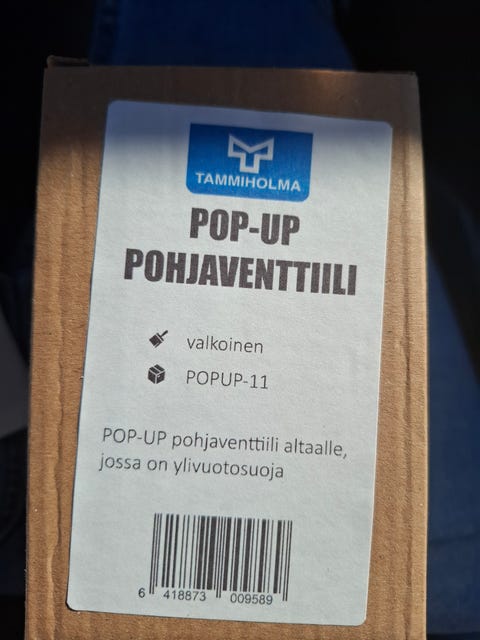 TAMMIHOLMA
POP-UP
POHJAVENTTIILI
valkoinen
POPUP-11
POP-UP pohjaventtiili altaalle,
jossa on ylivuotosuoja
6 418873 009589